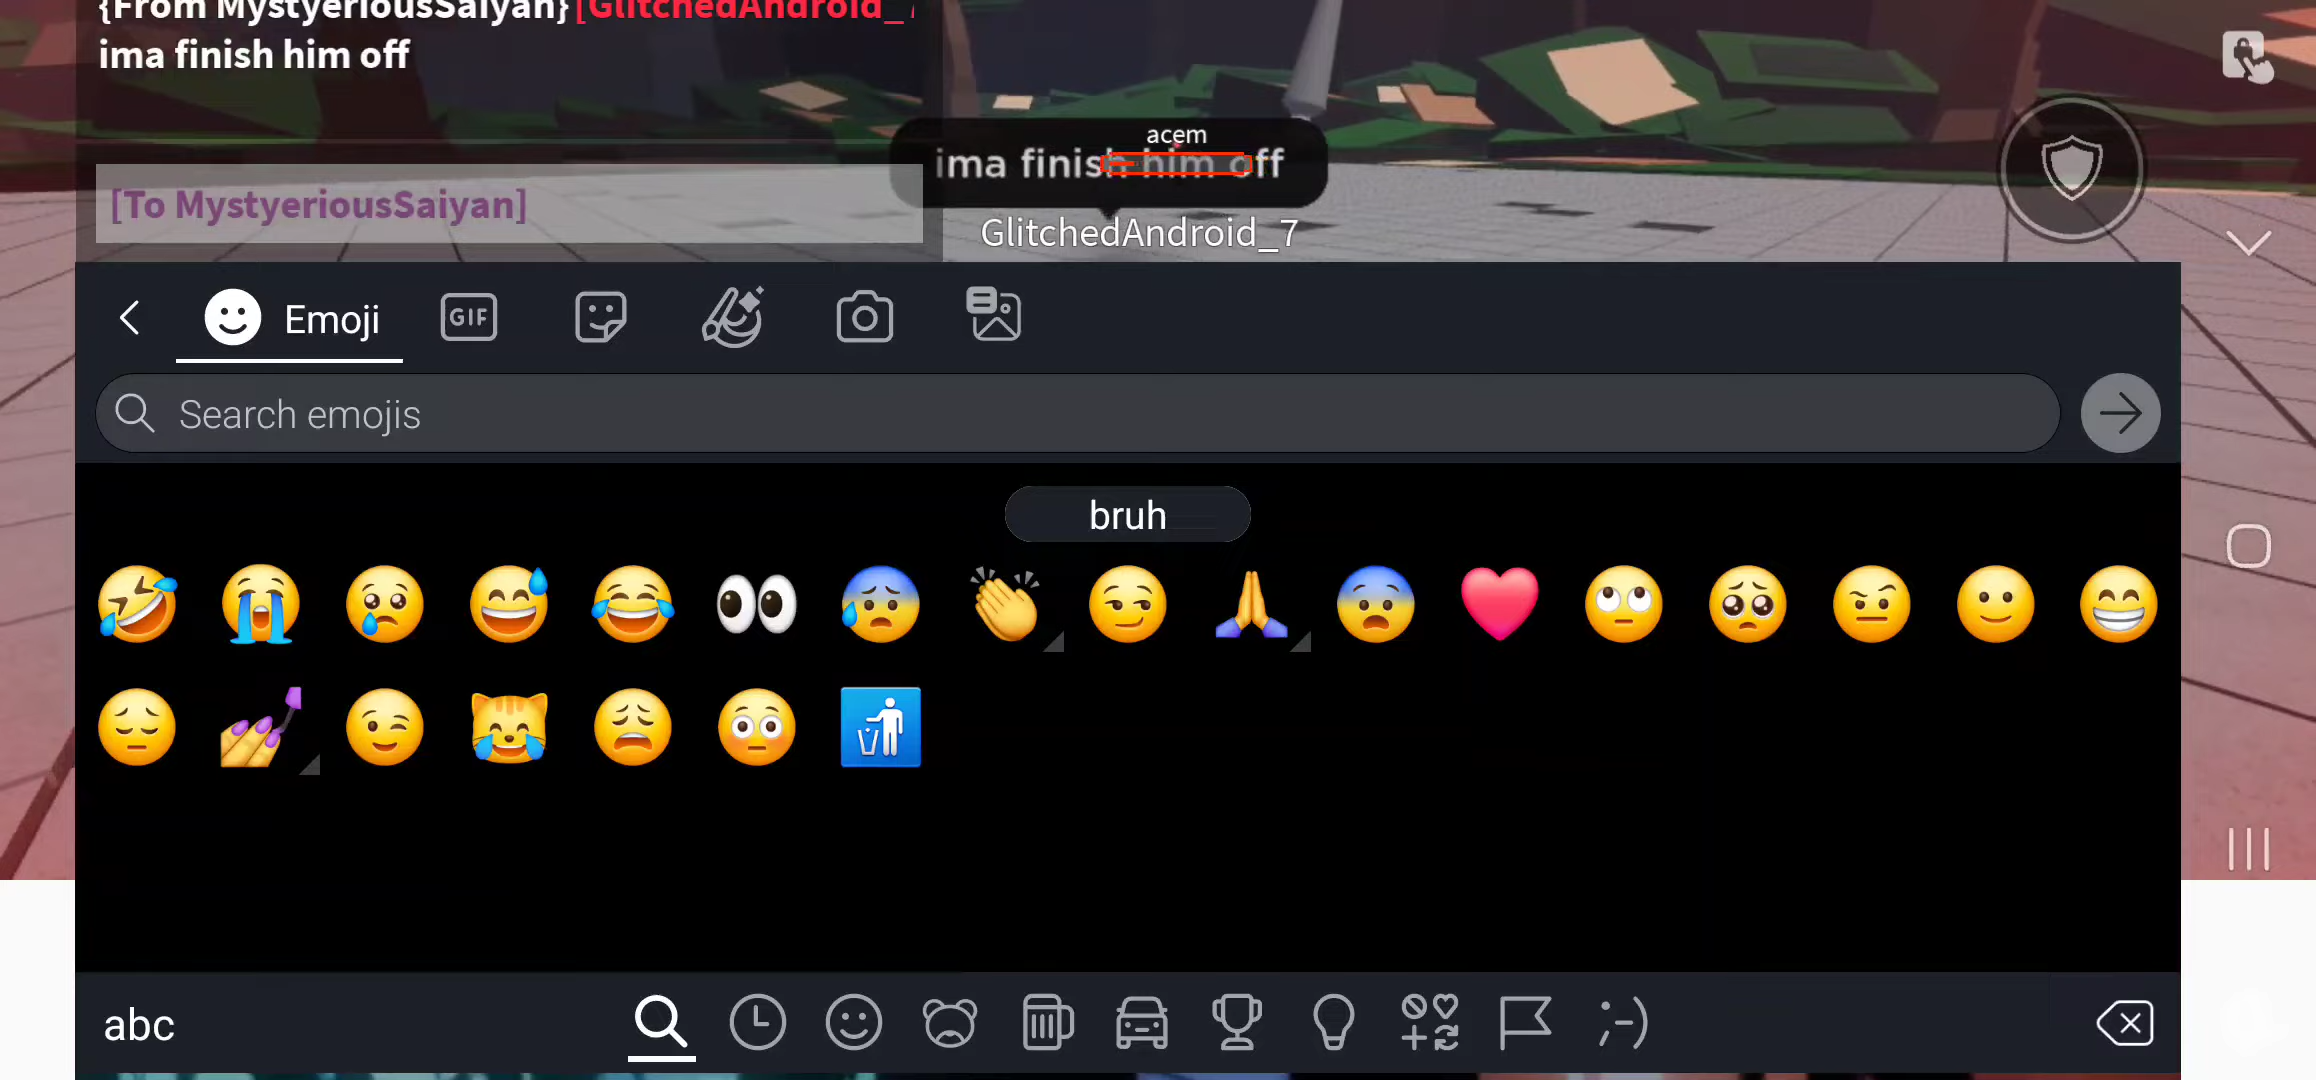 {From MystyeriousSaiyan}[GlitchedAndroid_7
ima finish him off
acem
ima finish him off
[To MystyeriousSaiyan]
GlitchedAndroid_7
Emoji
GIF
Search emojis
bruh
abc
;-)